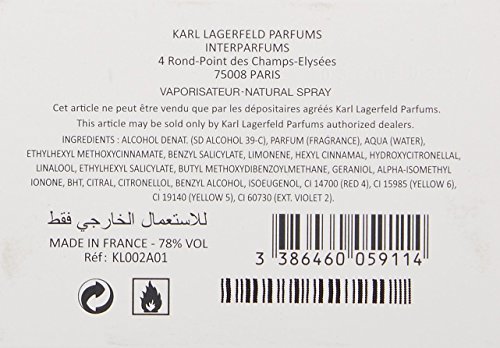 KARL LAGERFELD PARFUMS
INTERPARFUMS
4 Rond-Point des Champs-Elysées
75008 PARIS
VAPORISATEUR-NATURAL SPRAY
Cet article ne peut être vendu que par les dépositaires agréés Karl Lagerfeld Parfums.
This article may be sold only by Karl Lagerfeld Parfums authorized dealers.
INGREDIENTS : ALCOHOL DENAT. (SD ALCOHOL 39-C), PARFUM (FRAGRANCE), AQUA (WATER),
ETHYLHEXYL METHOXYCINNAMATE, BENZYL SALICYLATE, LIMONENE, HEXYL CINNAMAL, HYDROXYCITRONELLAL,
LINALOOL, ETHYLHEXYL SALICYLATE, BUTYL METHOXYDIBENZOYLMETHANE, GERANIOL, ALPHA-ISOMETHYL
IONONE, BHT, CITRAL, CITRONELLOL, BENZYL ALCOHOL, ISOEUGENOL, CI 14700 (RED 4), CI 15985 (YELLOW 6),
CI 19140 (YELLOW 5), CI 60730 (EXT. VIOLET 2).
للاستعمال الخارجي فقط
MADE IN FRANCE - 78% VOL
Réf: KL002A01
3 386460 059114